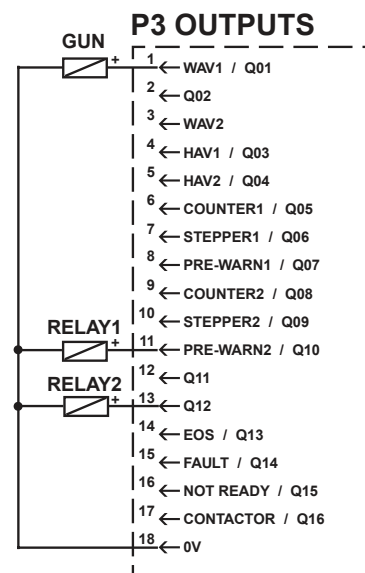 P3 OUTPUTS
GUN
+ 1 WAV1 / Q01
2 Q02
3 WAV2
4 HAV1 / Q03
5 HAV2 / Q04
6 COUNTER1 / Q05
7 STEPPER1 / Q06
8 PRE-WARN1 / Q07
9 COUNTER2 / Q08
10 STEPPER2 / Q09
RELAY1
+ 11 PRE-WARN2 / Q10
12 Q11
RELAY2
+ 13 Q12
14 EOS / Q13
15 FAULT / Q14
16 NOT READY / Q15
17 CONTACTOR / Q16
18 0V